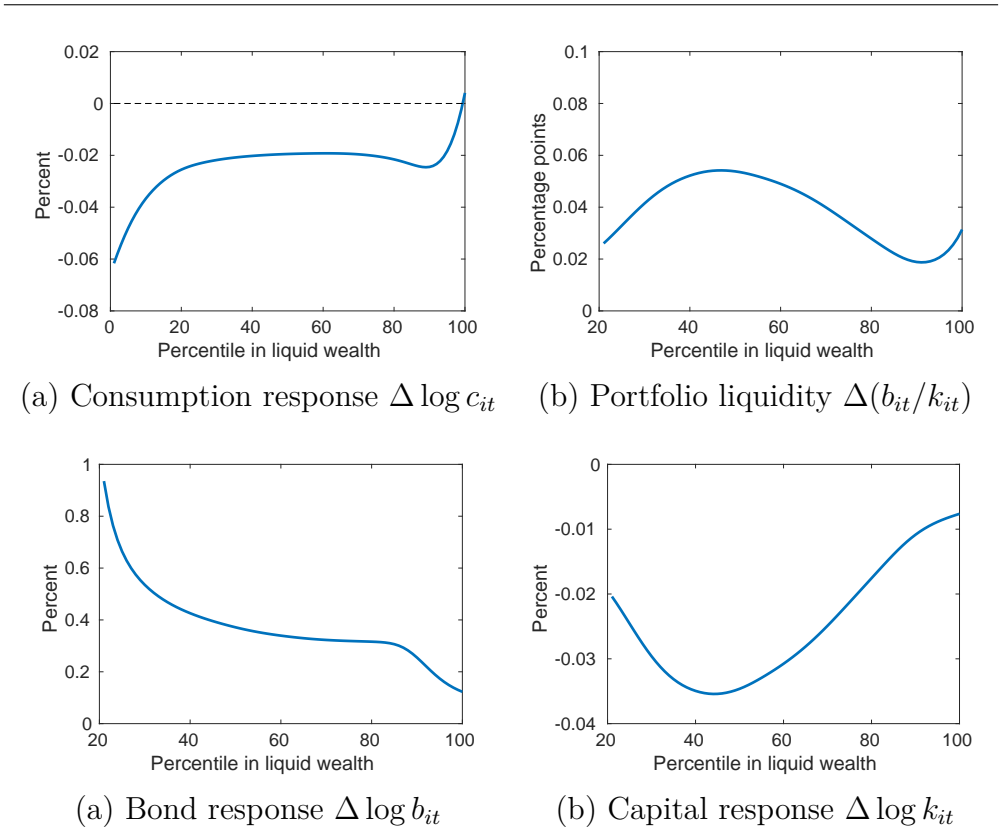 0.02
0
-0.02
-0.04
-0.06
-0.08
Percent
0 20 40 60 80 100
Percentile in liquid wealth
(a) Consumption response Δ log c_it
0.1
0.08
0.06
0.04
0.02
0
Percentage points
20 40 60 80 100
Percentile in liquid wealth
(b) Portfolio liquidity Δ(b_it/k_it)
1
0.8
0.6
0.4
0.2
0
Percent
20 40 60 80 100
Percentile in liquid wealth
(a) Bond response Δ log b_it
0
-0.01
-0.02
-0.03
-0.04
Percent
20 40 60 80 100
Percentile in liquid wealth
(b) Capital response Δ log k_it